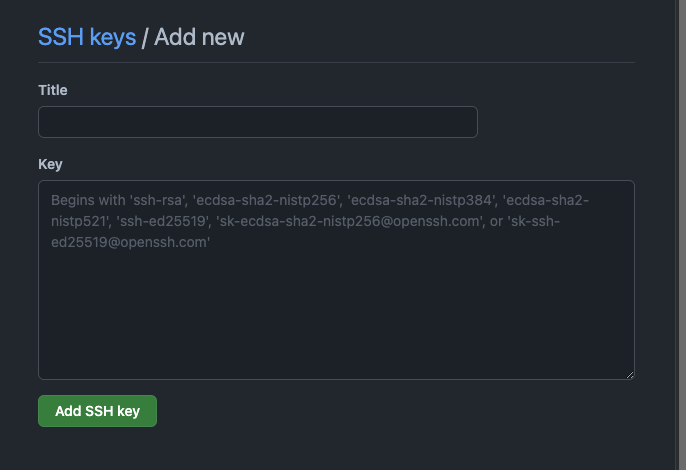 SSH keys / Add new
Title
Key
Begins with 'ssh-rsa', 'ecdsa-sha2-nistp256', 'ecdsa-sha2-nistp384', 'ecdsa-sha2-
nistp521', 'ssh-ed25519', 'sk-ecdsa-sha2-nistp256@openssh.com', or 'sk-ssh-
ed25519@openssh.com'
Add SSH key